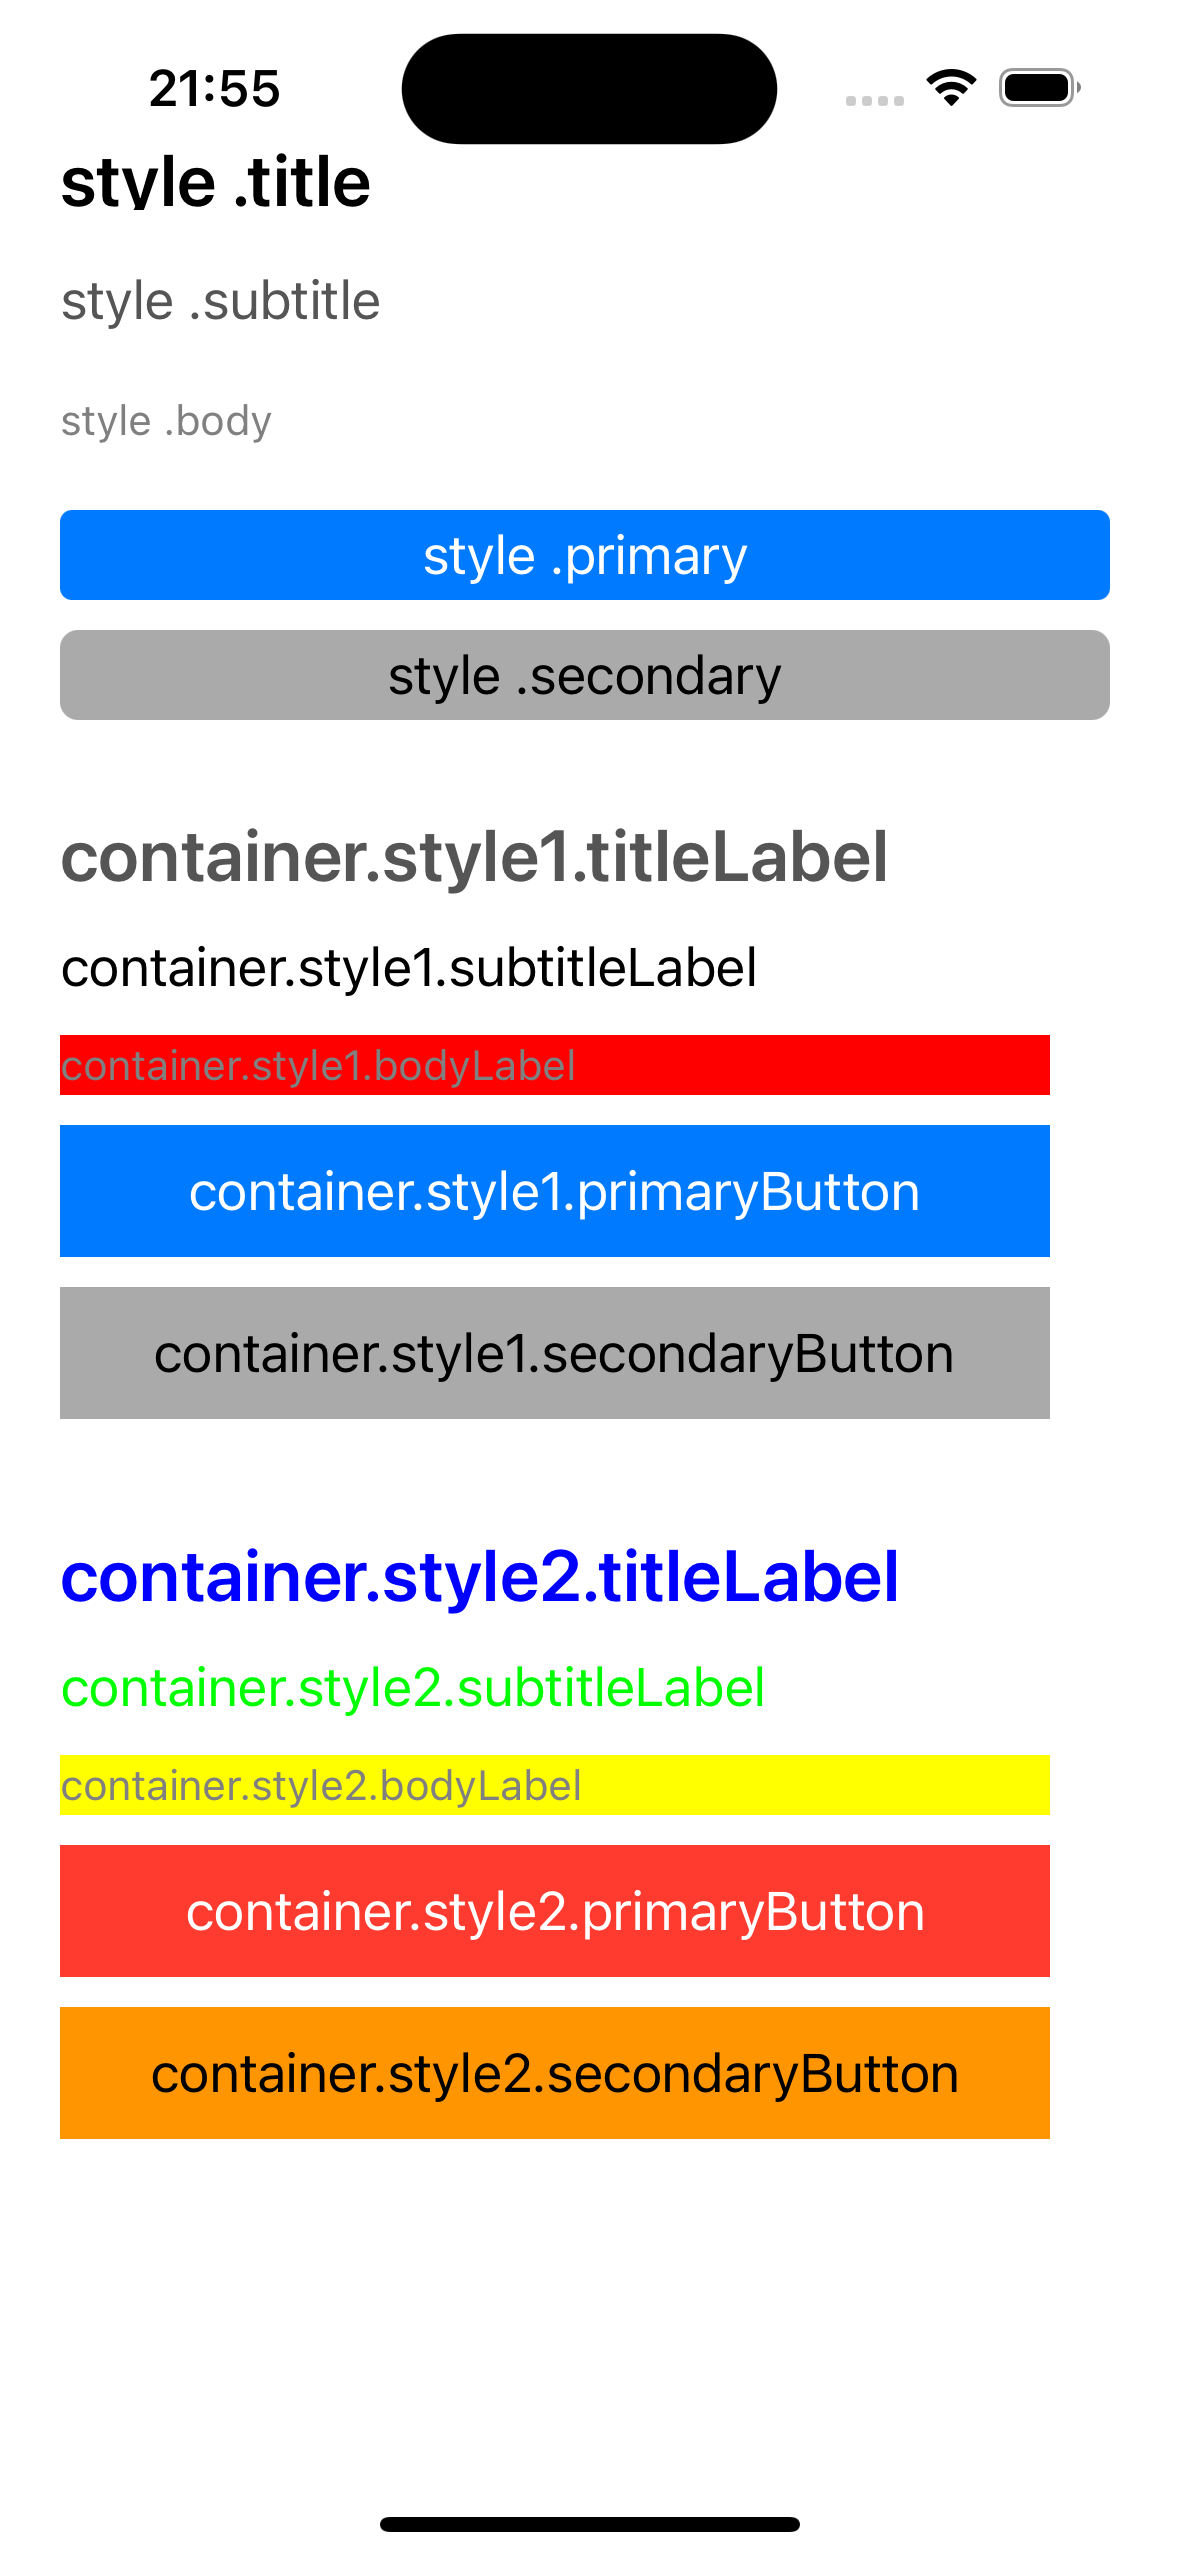 21:55
style .title
style .subtitle
style .body
style .primary
style .secondary
container.style1.titleLabel
container.style1.subtitleLabel
container.style1.bodyLabel
container.style1.primaryButton
container.style1.secondaryButton
container.style2.titleLabel
container.style2.subtitleLabel
container.style2.bodyLabel
container.style2.primaryButton
container.style2.secondaryButton